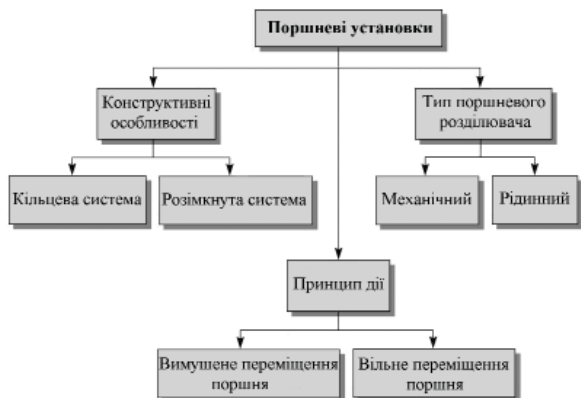 Поршневі установки
Конструктивні
особливості
Тип поршневого
розділювача
Кільцева система
Розімкнута система
Механічний
Рідинний
Принцип дії
Вимушене переміщення
поршня
Вільне переміщення
поршня